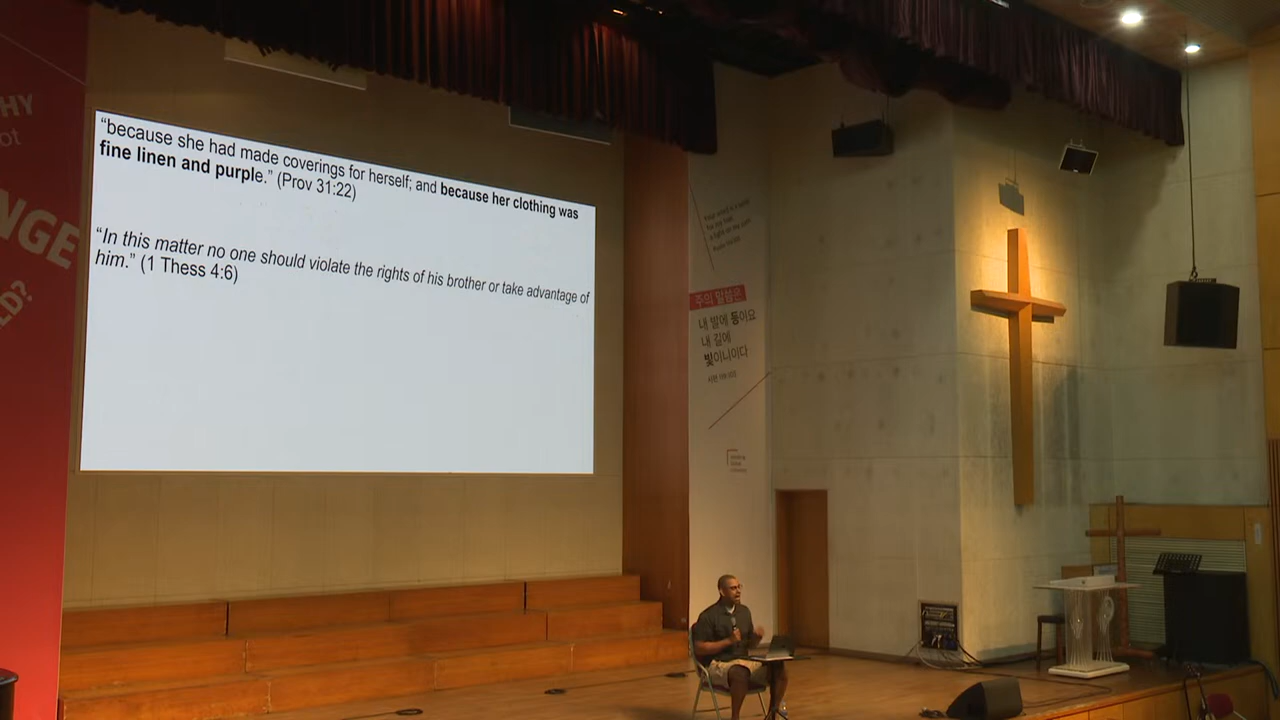 HY
ot
NGE
LD?
“because she had made coverings for herself; and because her clothing was
fine linen and purple.” (Prov 31:22)
“In this matter no one should violate the rights of his brother or take advantage of
him.” (1 Thess 4:6)
주의 말씀은
내 발에 등이요
내 길에
빛이니이다